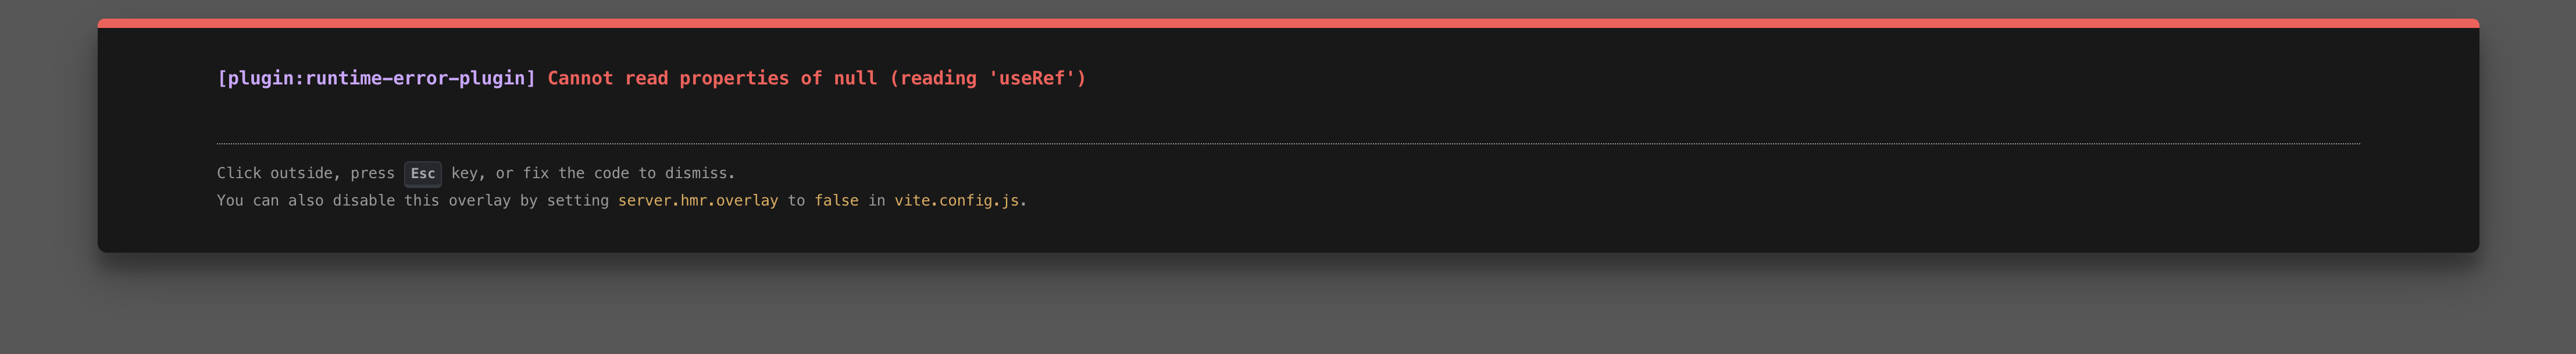 [plugin:runtime-error-plugin] Cannot read properties of null (reading 'useRef')
Click outside, press Esc key, or fix the code to dismiss.
You can also disable this overlay by setting server.hmr.overlay to false in vite.config.js.